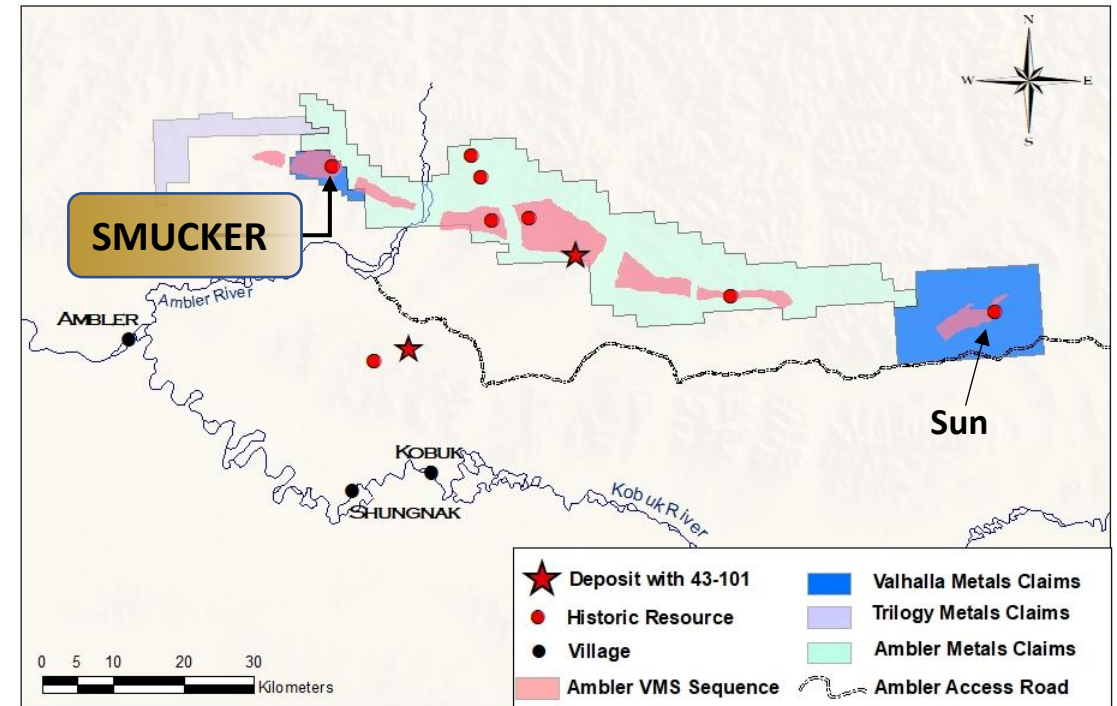 N
W
E
S
SMUCKER
Ambler River
AMBLER
Sun
KOBUK
SHUNGNAK
Kobuk River
Deposit with 43-101
Historic Resource
Village
Ambler VMS Sequence
Valhalla Metals Claims
Trilogy Metals Claims
Ambler Metals Claims
Ambler Access Road
0 5 10 20 30
Kilometers